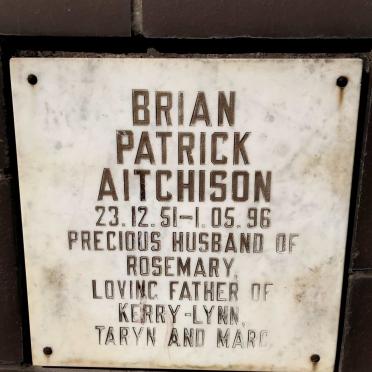 BRIAN
PATRICK
AITCHISON
23.12.51-1.05.96
PRECIOUS HUSBAND OF
ROSEMARY,
LOVING FATHER OF
KERRY-LYNN,
TARYN AND MARC